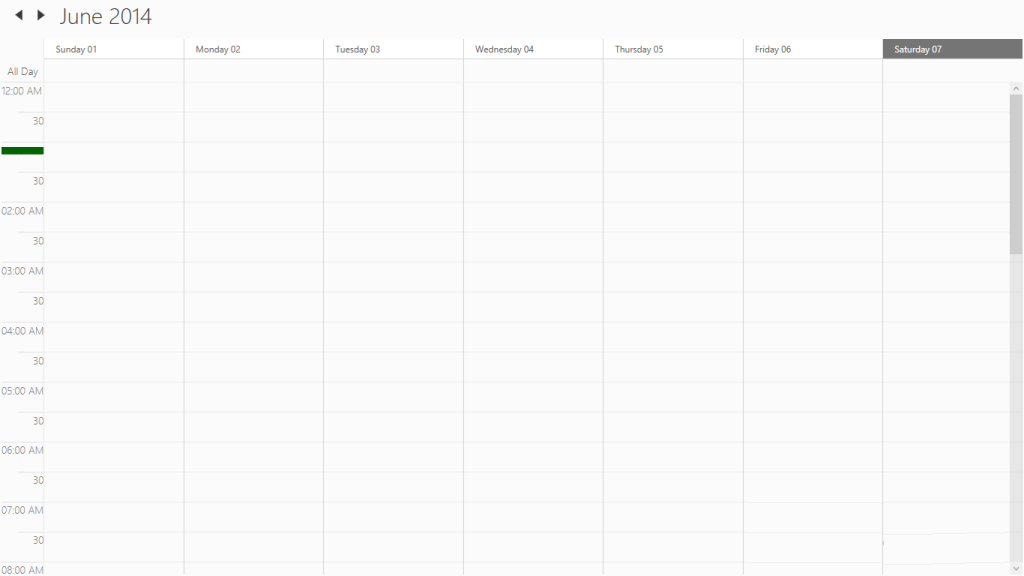 June 2014
Sunday 01
Monday 02
Tuesday 03
Wednesday 04
Thursday 05
Friday 06
Saturday 07
All Day
12:00 AM
30
30
02:00 AM
30
03:00 AM
30
04:00 AM
30
05:00 AM
30
06:00 AM
30
07:00 AM
30
08:00 AM